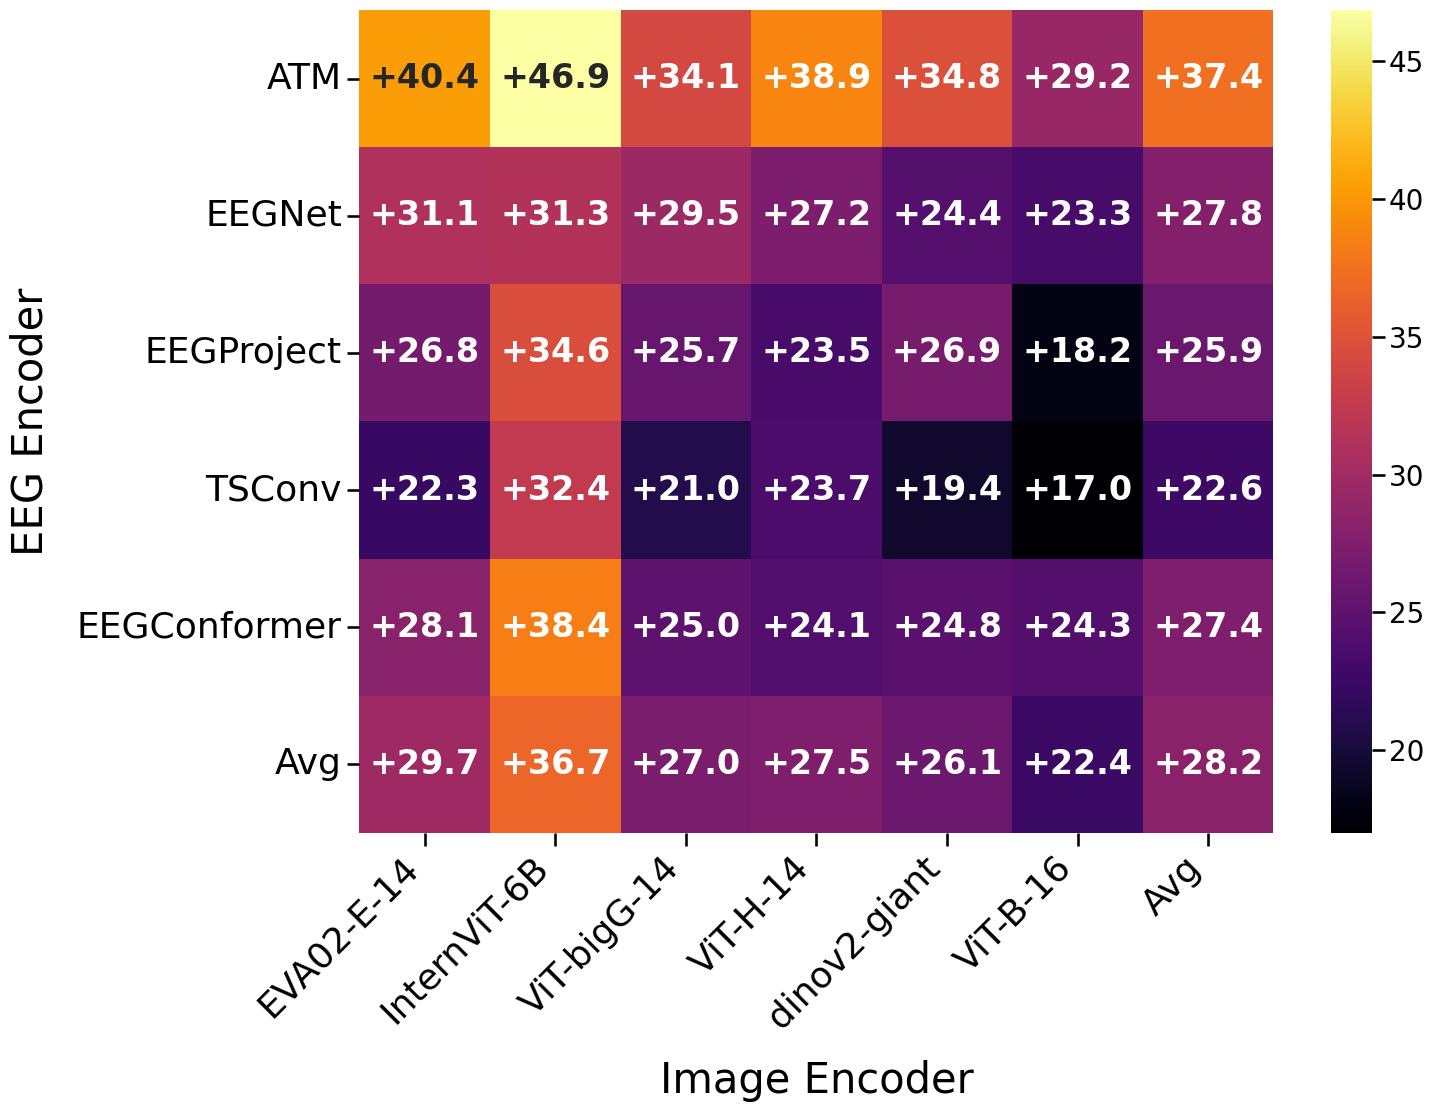 ATM +40.4 +46.9 +34.1 +38.9 +34.8 +29.2 +37.4
EEGNet +31.1 +31.3 +29.5 +27.2 +24.4 +23.3 +27.8
EEGProject +26.8 +34.6 +25.7 +23.5 +26.9 +18.2 +25.9
TSConv +22.3 +32.4 +21.0 +23.7 +19.4 +17.0 +22.6
EEGConformer +28.1 +38.4 +25.0 +24.1 +24.8 +24.3 +27.4
Avg +29.7 +36.7 +27.0 +27.5 +26.1 +22.4 +28.2
EEG Encoder
EVA02-E-14
InternViT-6B
ViT-bigG-14
ViT-H-14
dinov2-giant
ViT-B-16
Avg
Image Encoder
45
40
35
30
25
20